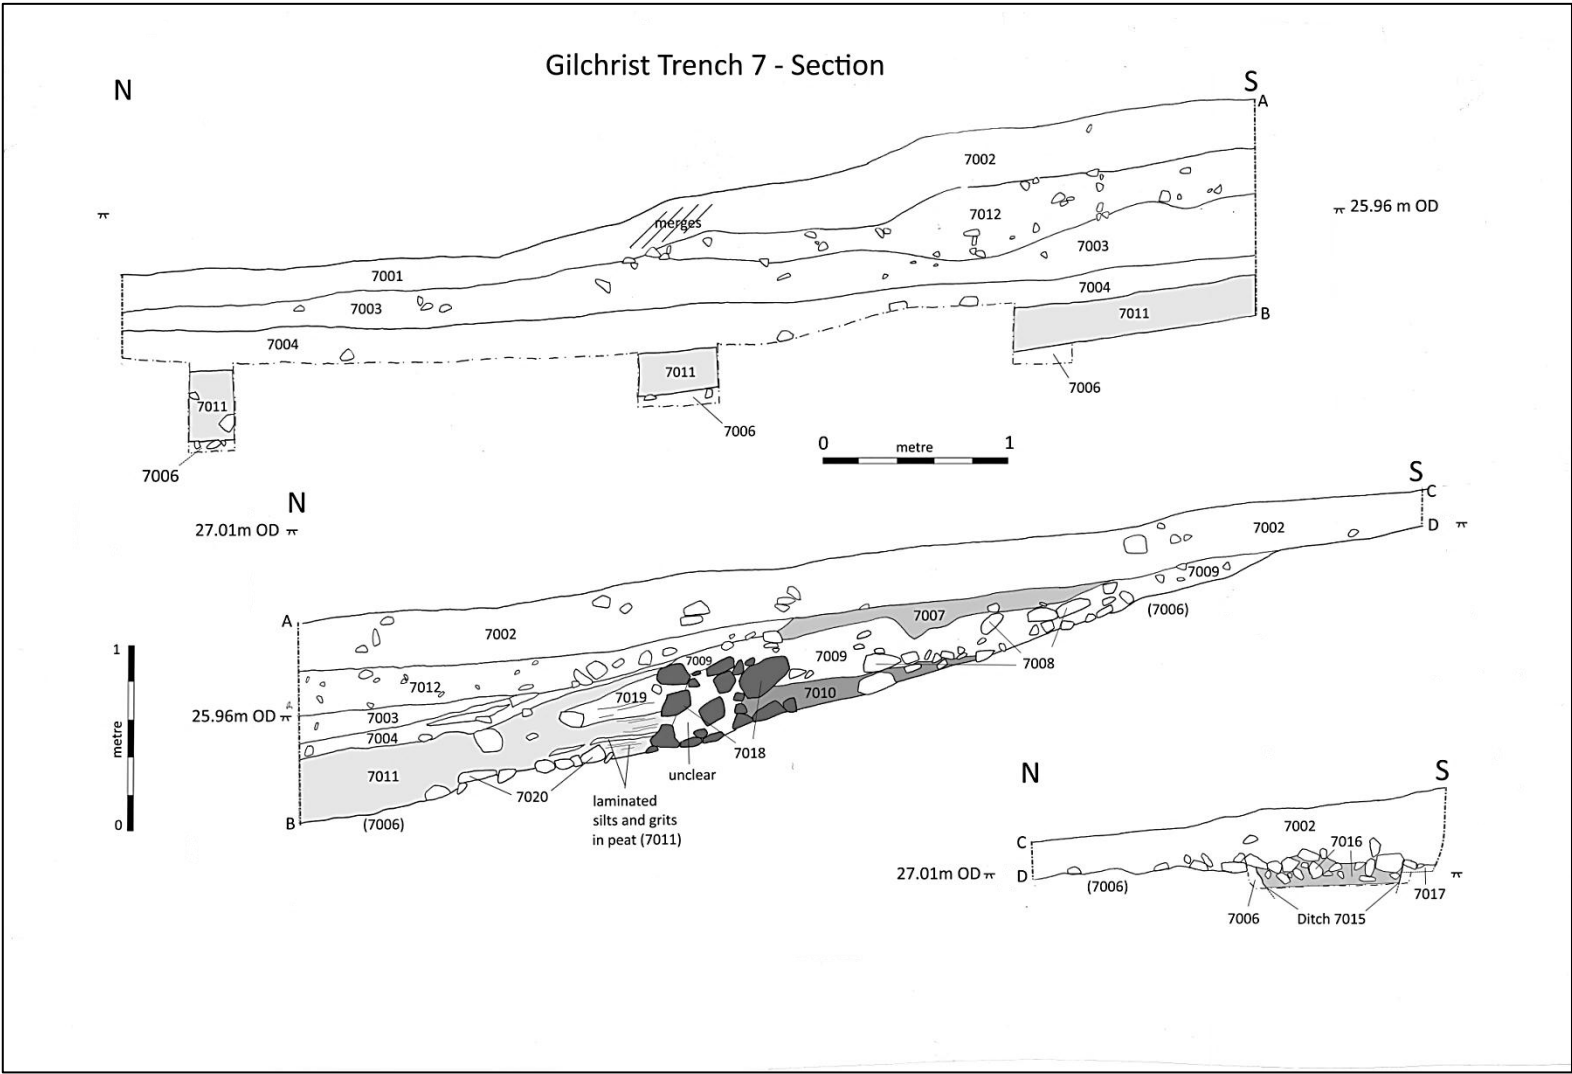 Gilchrist Trench 7 - Section
N
S
A
7002
merges
7012
25.96 m OD
7001
7003
7003
7004
7011
B
7004
7011
7006
7011
7006
0 metre 1
7006
N
S
C
27.01m OD
7002
D
7009
A
7002
7007
(7006)
7009
7009
7008
7012
7019
7010
25.96m OD
7003
7004
7018
1
metre
0
7011
unclear
7020
laminated
silts and grits
in peat (7011)
B
(7006)
N
S
C
7002
7016
27.01m OD
D
(7006)
7017
7006
Ditch 7015